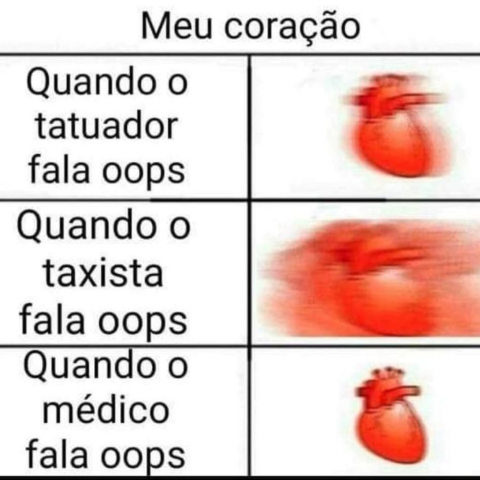 Meu coração
Quando o
tatuador
fala oops
Quando o
taxista
fala oops
Quando o
médico
fala oops